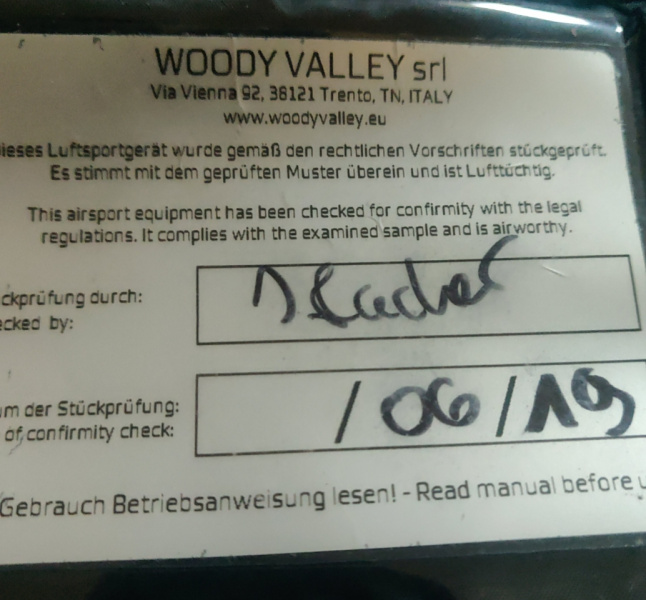 WOODY VALLEY srl
Via Vienna 92, 38121 Trento, TN, ITALY
www.woodyvalley.eu
ieses Luftsportgerät wurde gemäß den rechtlichen Vorschriften stückgeprüft.
Es stimmt mit dem geprüften Muster überein und ist Lufttüchtig.
This airsport equipment has been checked for confirmity with the legal
regulations. It complies with the examined sample and is airworthy.
ckprüfung durch:
ecked by:
m der Stückprüfung: / 06 / 19
of confirmity check:
Gebrauch Betriebsanweisung lesen! - Read manual before u